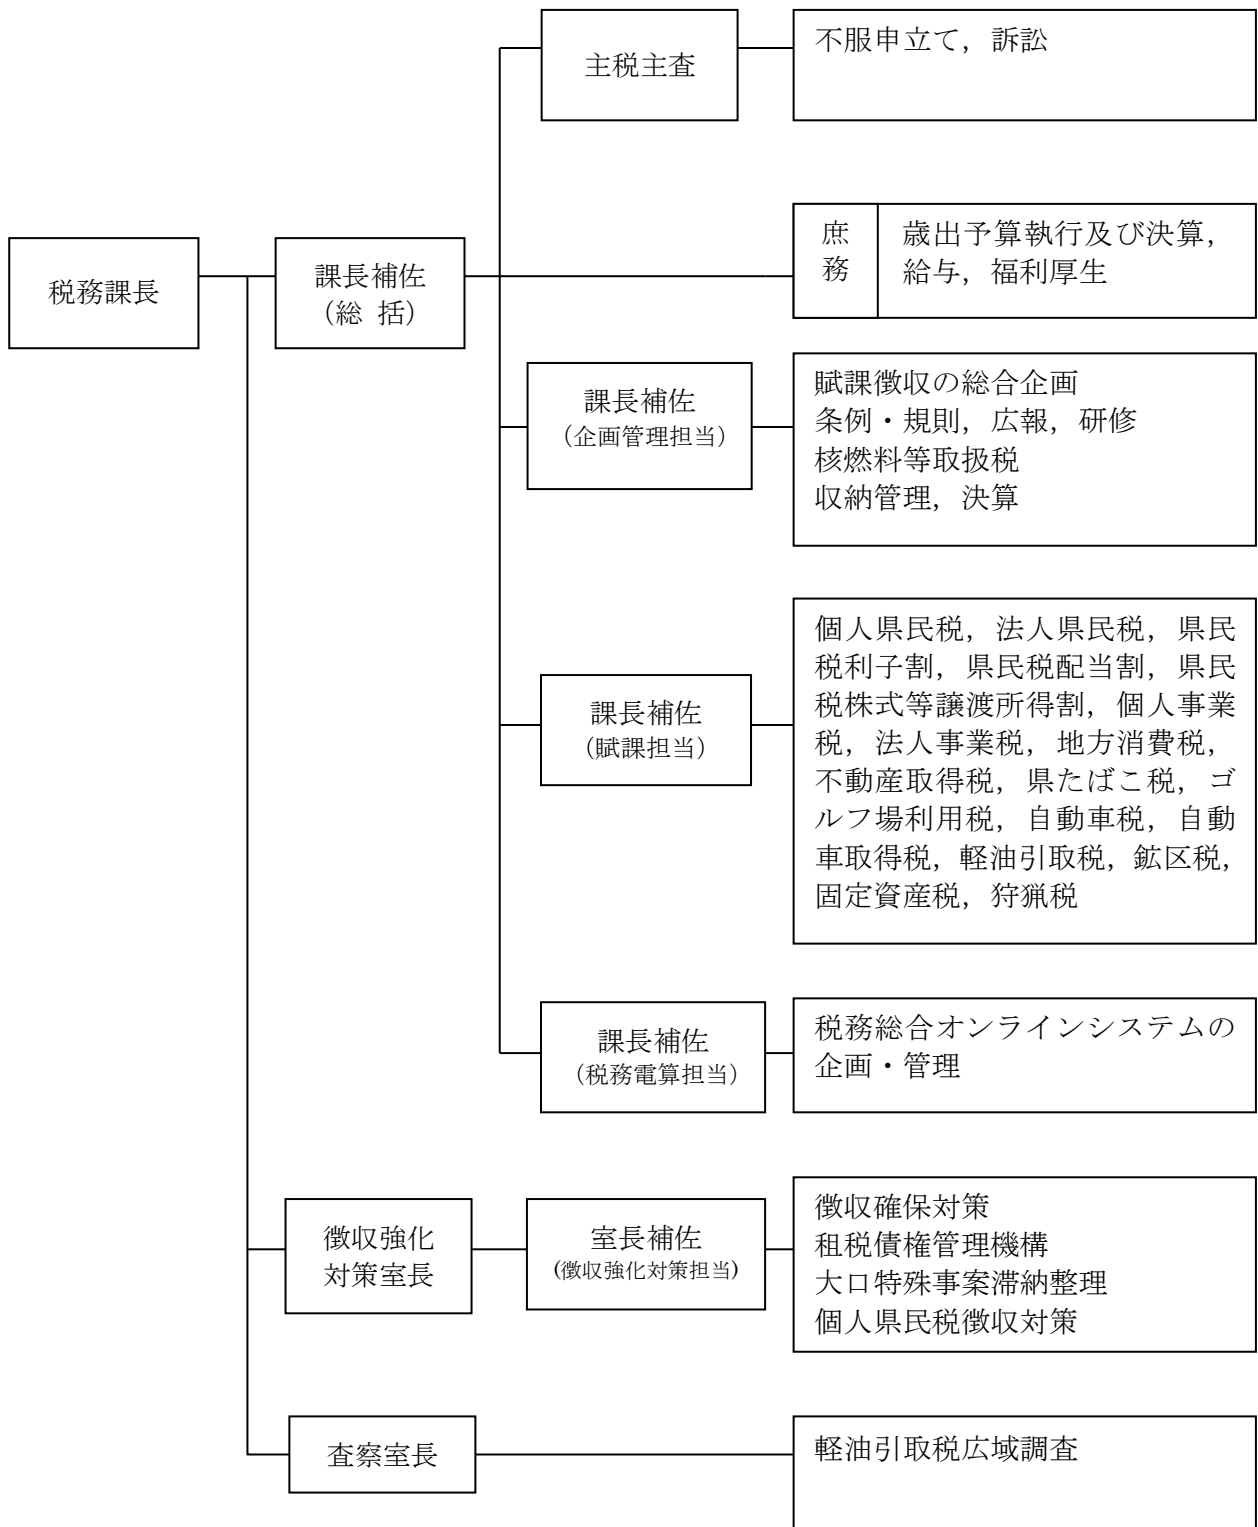 主税主査
不服申立て，訴訟
税務課長
課長補佐
（総 括）
庶
務
歳出予算執行及び決算，
給与，福利厚生
課長補佐
（企画管理担当）
賦課徴収の総合企画
条例・規則，広報，研修
核燃料等取扱税
収納管理，決算
課長補佐
（賦課担当）
個人県民税，法人県民税，県民
税利子割，県民税配当割，県民
税株式等譲渡所得割，個人事業
税，法人事業税，地方消費税，
不動産取得税，県たばこ税，ゴ
ルフ場利用税，自動車税，自動
車取得税，軽油引取税，鉱区税，
固定資産税，狩猟税
課長補佐
（税務電算担当）
税務総合オンラインシステムの
企画・管理
徴収強化
対策室長
室長補佐
（徴収強化対策担当）
徴収確保対策
租税債権管理機構
大口特殊事案滞納整理
個人県民税徴収対策
査察室長
軽油引取税広域調査